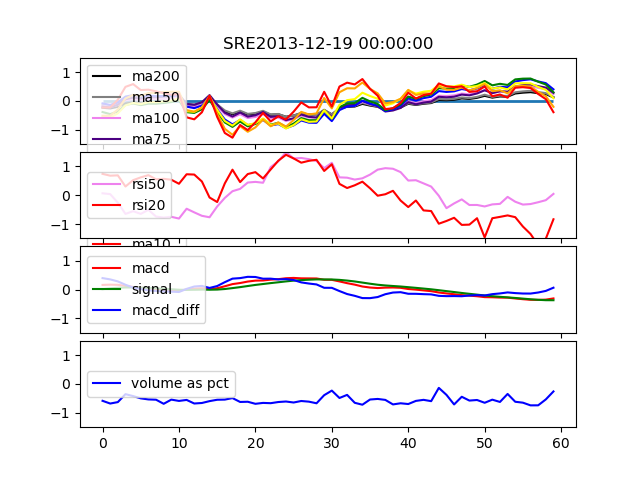 SRE2013-12-19 00:00:00
1
0
−1
ma200
ma150
ma100
ma75
1
0
−1
rsi50
rsi20
ma10
1
0
−1
macd
signal
macd_diff
1
0
−1
volume as pct
0 10 20 30 40 50 60